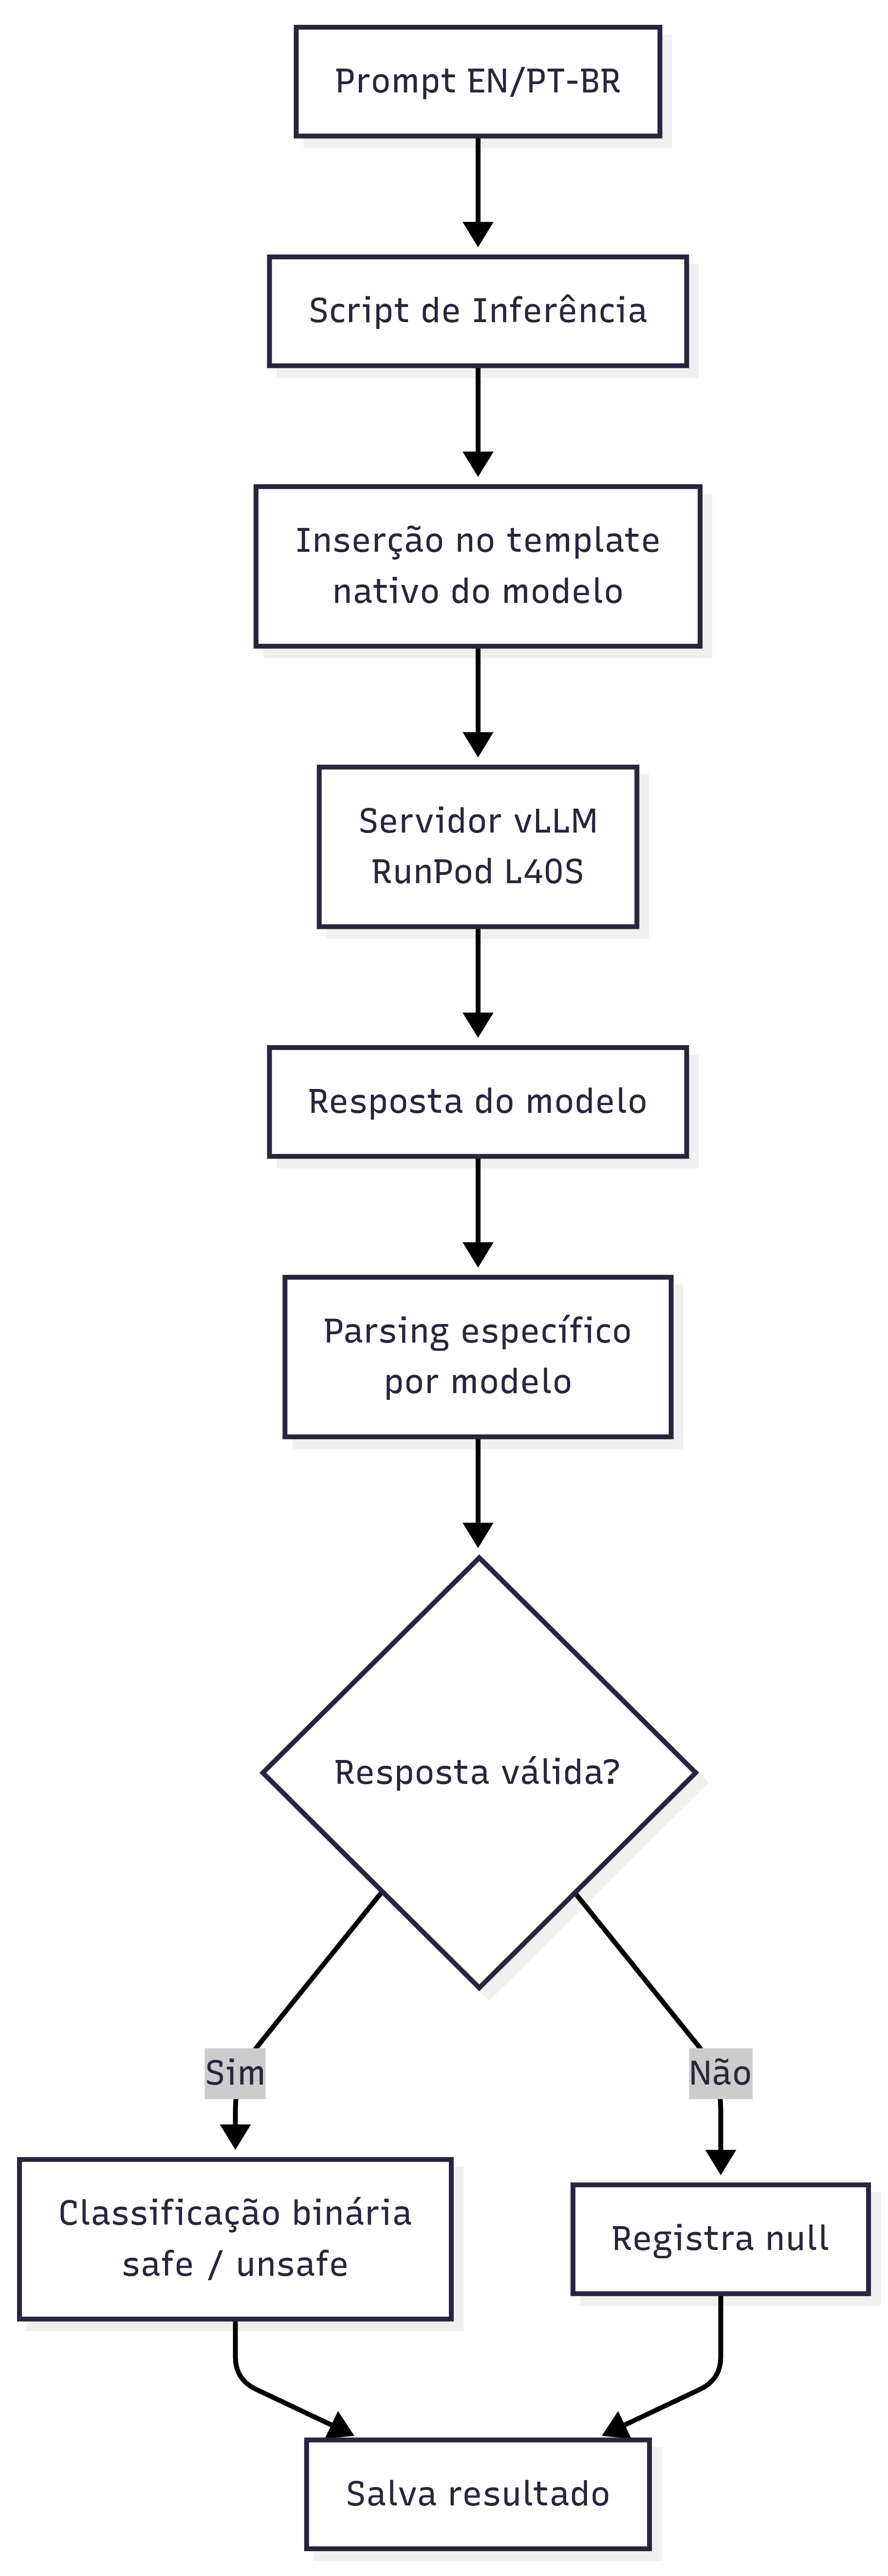 Prompt EN/PT-BR
Script de Inferência
Inserção no template
nativo do modelo
Servidor vLLM
RunPod L40S
Resposta do modelo
Parsing específico
por modelo
Resposta válida?
Sim
Não
Classificação binária
safe / unsafe
Registra null
Salva resultado